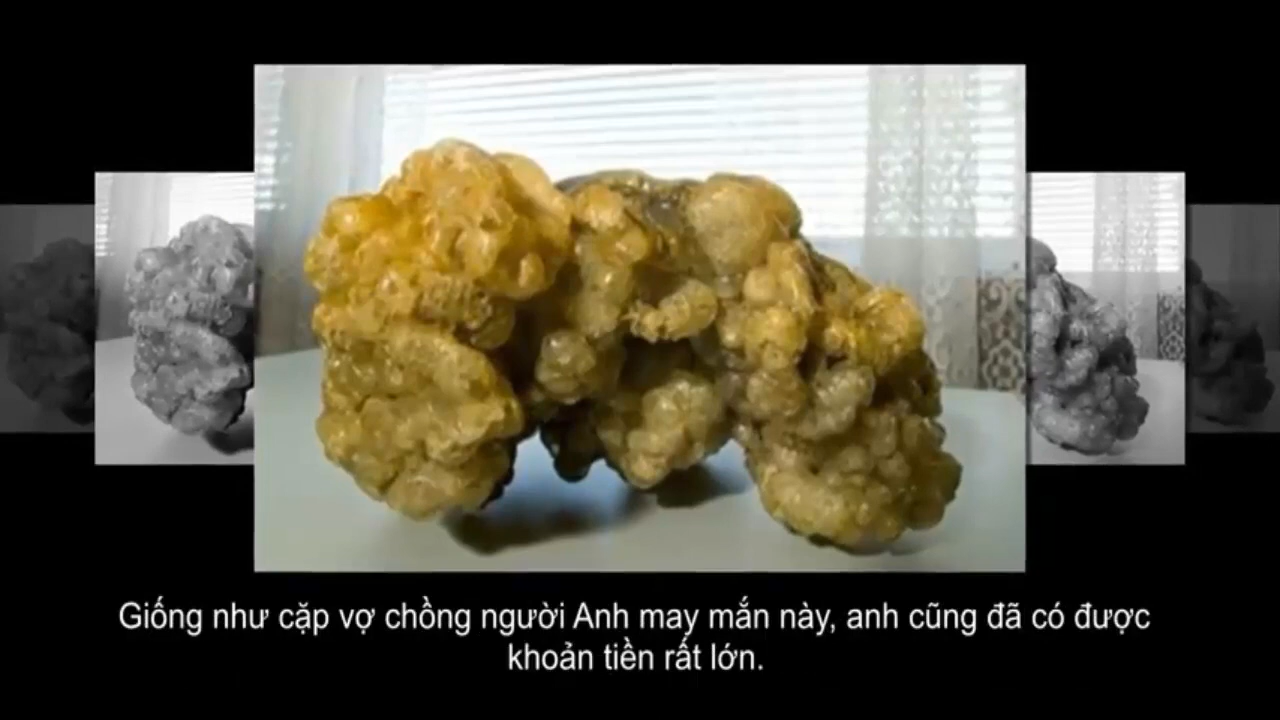 Giống như cặp vợ chồng người Anh may mắn này, anh cũng đã có được
khoản tiền rất lớn.